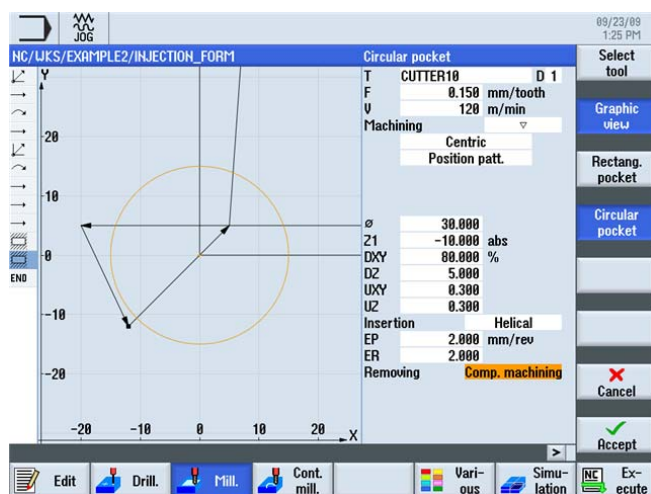 JOG
09/23/09
1:25 PM
NC/WKS/EXAMPLE2/INJECTION_FORM
Circular pocket
Select
tool
Y
T CUTTER10 D 1
F 0.150 mm/tooth
V 120 m/min
Machining ▽
Centric
Position patt.
Graphic
view
20
10
0
-10
-20
Rectang.
pocket
Circular
pocket
ø 30.000
Z1 -10.000 abs
DXY 80.000 %
DZ 5.000
UXY 0.300
UZ 0.300
Insertion Helical
EP 2.000 mm/rev
ER 2.000
Removing Comp. machining
END
-20 -10 0 10 20 X
Cancel
Accept
>
Edit
Drill.
Mill.
Cont.
mill.
Vari-
ous
Simu-
lation
NC Ex-
ecute